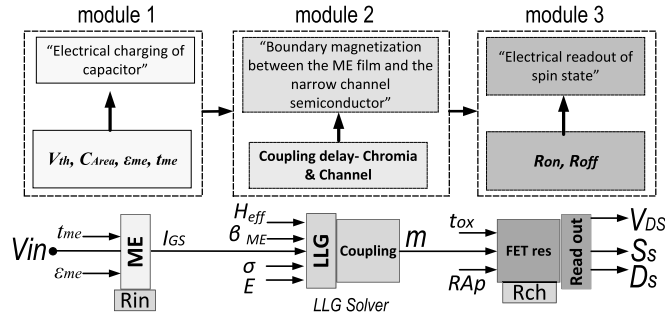 module 1
module 2
module 3
“Electrical charging of
capacitor”
“Boundary magnetization
between the ME film and the
narrow channel
semiconductor”
“Electrical readout of
spin state”
Vth, CArea, εme, tme
Coupling delay- Chromia
& Channel
Ron, Roff
Vin
tme
εme
ME
Rin
IGS
Heff
βME
σ
E
LLG
Coupling
LLG Solver
m
tox
RAp
FET res
Rch
Read out
VDS
Ss
Ds